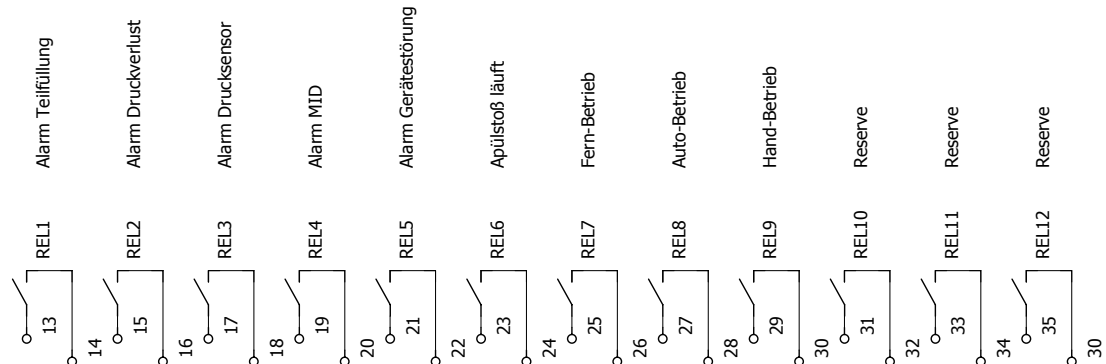 Alarm Teilfüllung
Alarm Druckverlust
Alarm Drucksensor
Alarm MID
Alarm Gerätestörung
Apülstoß läuft
Fern-Betrieb
Auto-Betrieb
Hand-Betrieb
Reserve
Reserve
Reserve
REL1
REL2
REL3
REL4
REL5
REL6
REL7
REL8
REL9
REL10
REL11
REL12
13
14
15
16
17
18
19
20
21
22
23
24
25
26
27
28
29
30
31
32
33
34
35
30